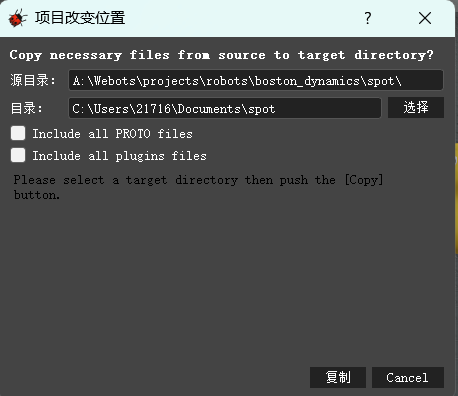 项目改变位置 ?
Copy necessary files from source to target directory?
源目录: A:\Webots\projects\robots\boston_dynamics\spot\
目录: C:\Users\21716\Documents\spot 选择
Include all PROTO files
Include all plugins files
Please select a target directory then push the [Copy]
button.
复制 Cancel